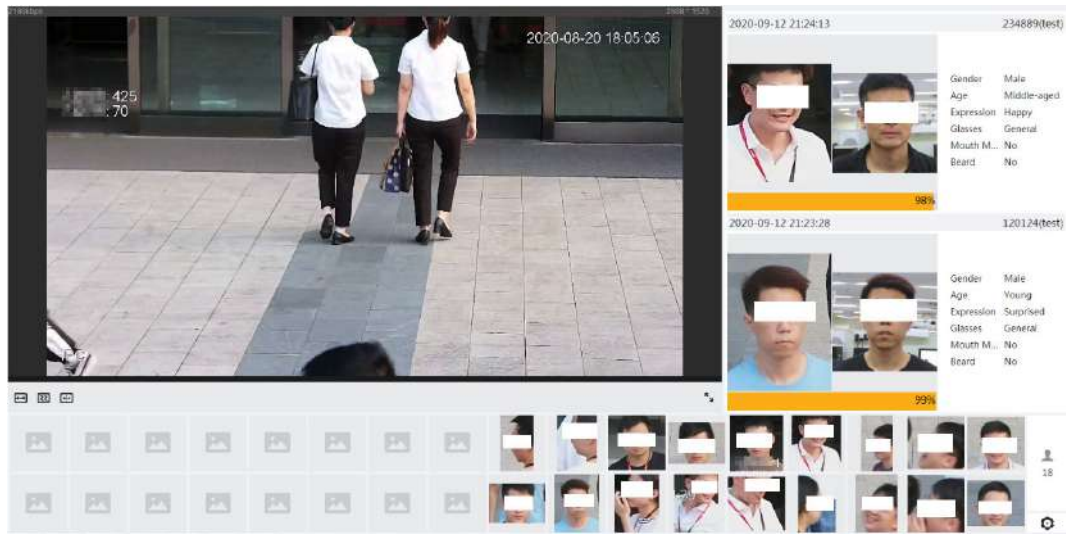 2020-08-20 18:05:06
425
: 70
PC
2020-09-12 21:24:13 234889(test)
Gender Male
Age Middle-aged
Expression Happy
Glasses General
Mouth M... No
Beard No
98%
2020-09-12 21:23:28 120124(test)
Gender Male
Age Young
Expression Surprised
Glasses General
Mouth M... No
Beard No
99%
18